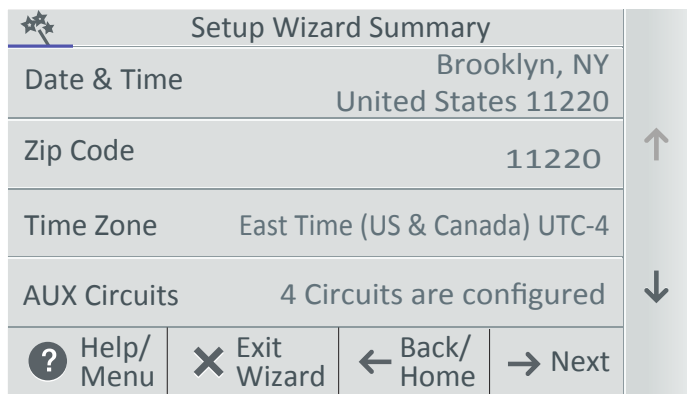 Setup Wizard Summary
Date & Time
Brooklyn, NY
United States 11220
Zip Code
11220
Time Zone
East Time (US & Canada) UTC-4
AUX Circuits
4 Circuits are configured
? Help/
Menu
Exit
Wizard
Back/
Home
Next